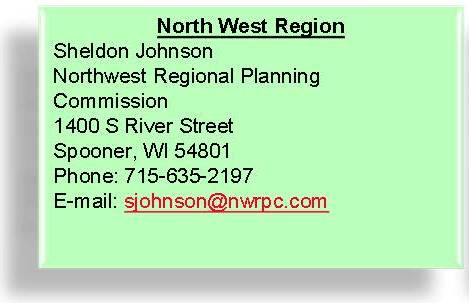 North West Region
Sheldon Johnson
Northwest Regional Planning
Commission
1400 S River Street
Spooner, WI 54801
Phone: 715-635-2197
E-mail: sjohnson@nwrpc.com